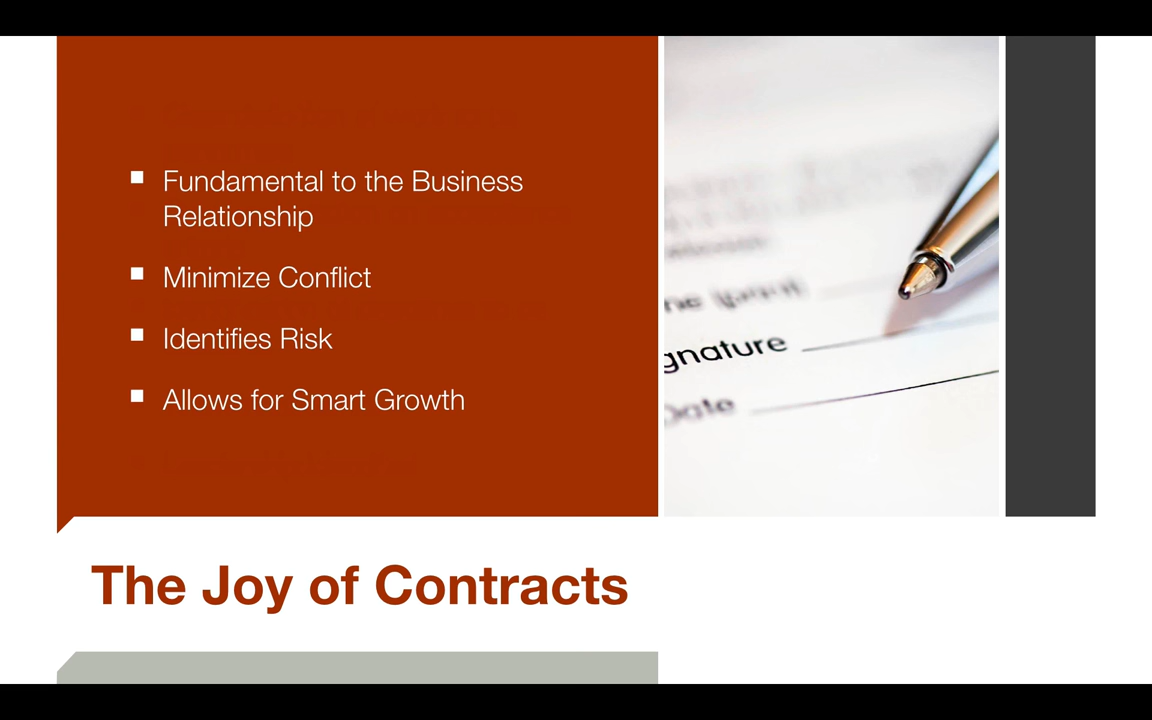 Fundamental to the Business
Relationship
Minimize Conflict
Identifies Risk
Allows for Smart Growth
gnature
Date
The Joy of Contracts